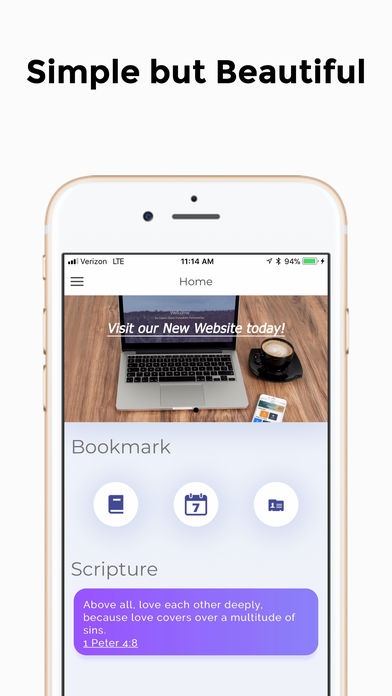 Simple but Beautiful
Verizon LTE 11:14 AM 94%
Home
Welcome
Visit our New Website today!
Bookmark
7
Scripture
Above all, love each other deeply,
because love covers over a multitude of
sins.
1 Peter 4:8